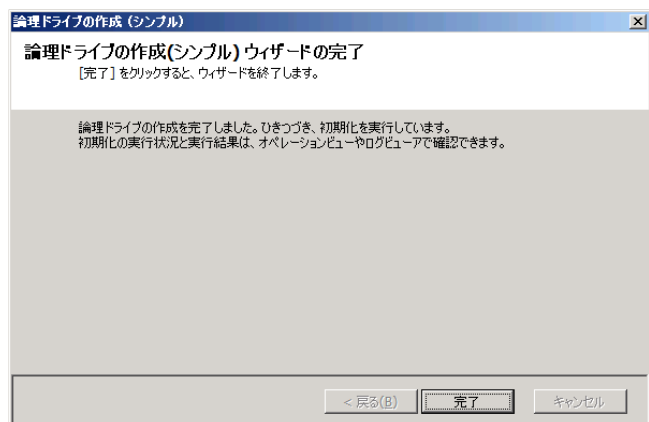 論理ドライブの作成 (シンプル)
論理ドライブの作成(シンプル) ウィザードの完了
[完了] をクリックすると、ウィザードを終了します。
論理ドライブの作成を完了しました。ひきつづき、初期化を実行しています。
初期化の実行状況と実行結果は、オペレーションビューやログビューアで確認できます。
< 戻る(B)
完了
キャンセル